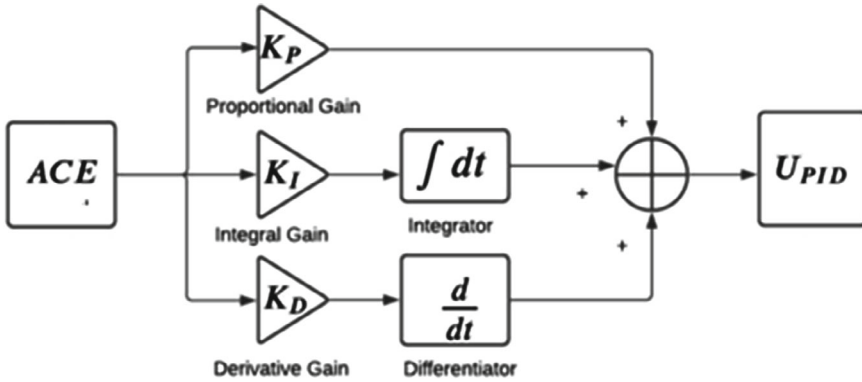 K_P
Proportional Gain
+
ACE
K_I
∫ dt
+
U_PID
Integral Gain
Integrator
+
K_D
d
dt
Derivative Gain
Differentiator